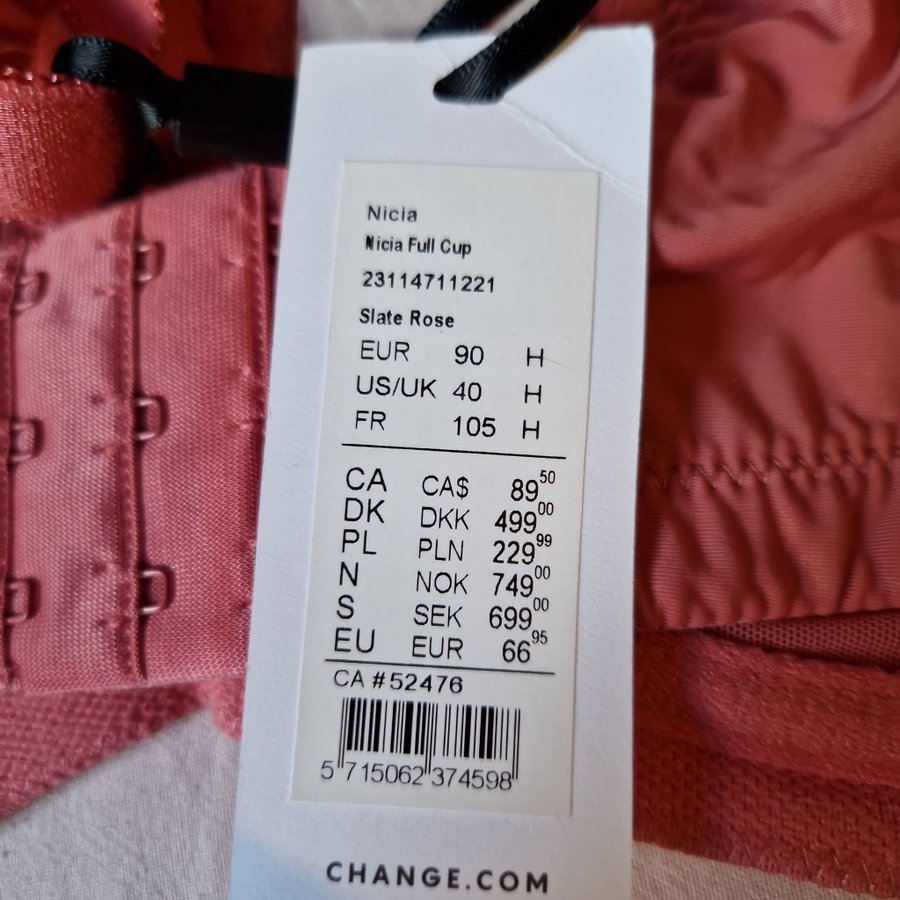 Nicia
Nicia Full Cup
23114711221
Slate Rose
EUR 90 H
US/UK 40 H
FR 105 H
CA CA$ 89 50
DK DKK 499 00
PL PLN 229 99
N NOK 749 00
S SEK 699 00
EU EUR 66 95
CA # 52476
5 715062 374598
CHANGE.COM